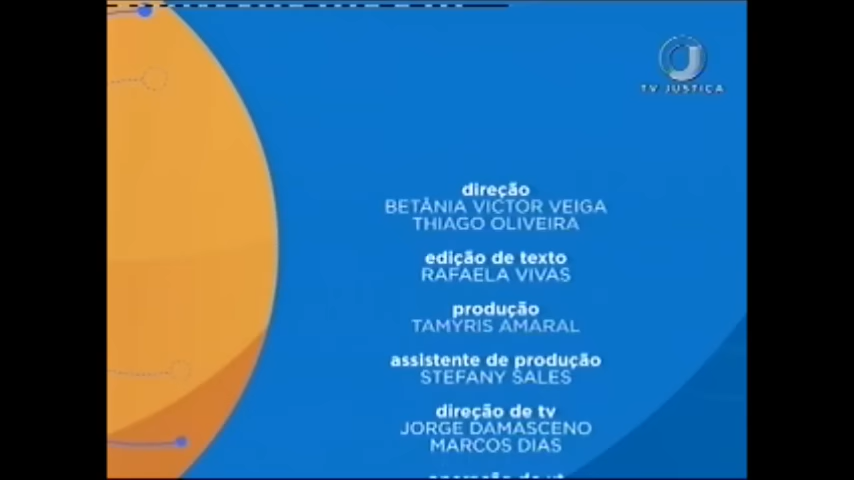 TV JUSTIÇA
direção
BETÂNIA VICTOR VEIGA
THIAGO OLIVEIRA
edição de texto
RAFAELA VIVAS
produção
TAMYRIS AMARAL
assistente de produção
STEFANY SALES
direção de tv
JORGE DAMASCENO
MARCOS DIAS